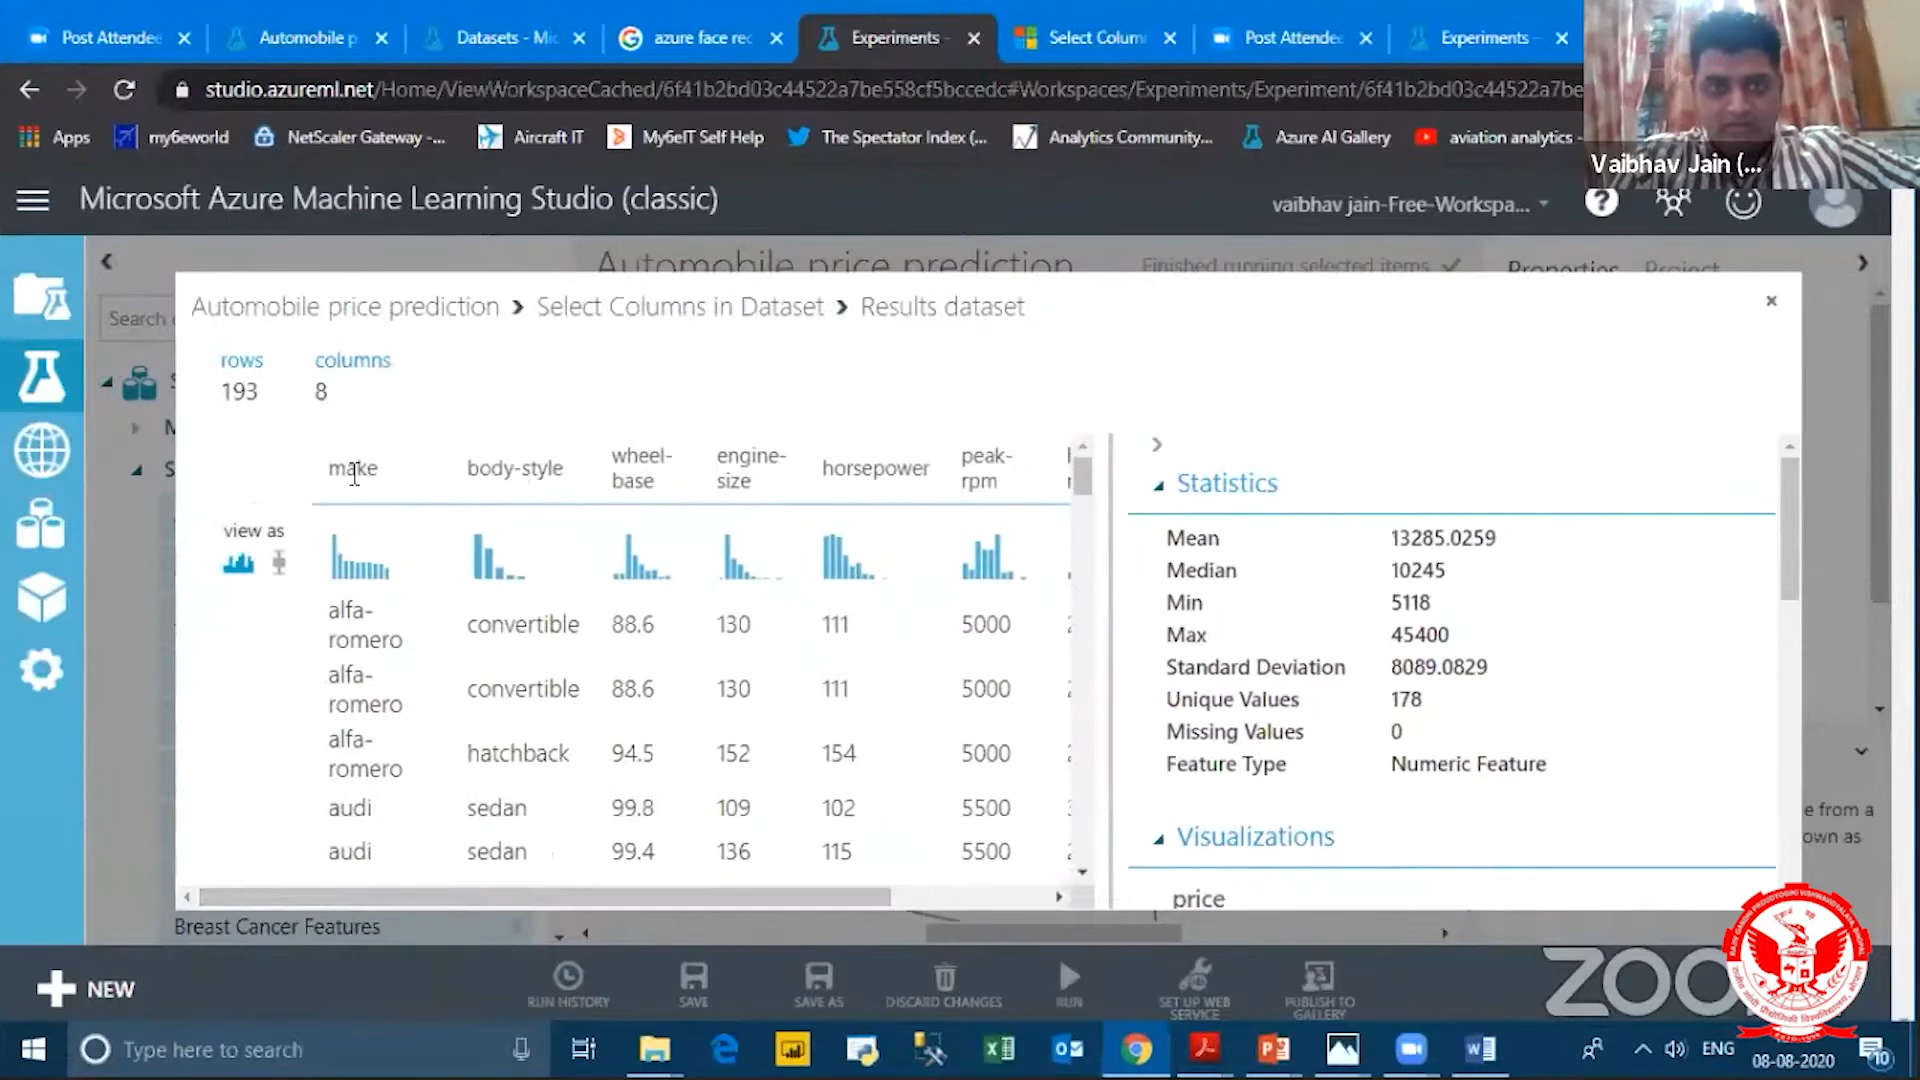 Post Attendee
Automobile p
Datasets - Mic
azure face rec
Experiments -
Select Colum
Post Attende
Experiments
studio.azureml.net/Home/ViewWorkspaceCached/6f41b2bd03c44522a7be558cf5bccedc#Workspaces/Experiments/Experiment/6f41b2bd03c44522a7be
Apps
my6eworld
NetScaler Gateway -...
Aircraft IT
My6eIT Self Help
The Spectator Index (...
Analytics Community...
Azure AI Gallery
aviation analytics -
Vaibhav Jain (...
Microsoft Azure Machine Learning Studio (classic)
vaibhav jain-Free-Workspa...
Automobile price prediction
Finished running selected items
Properties Project
Search
Automobile price prediction > Select Columns in Dataset > Results dataset
rows columns
193 8
make body-style wheel-base engine-size horsepower peak-rpm
view as
alfa-romero convertible 88.6 130 111 5000
alfa-romero convertible 88.6 130 111 5000
alfa-romero hatchback 94.5 152 154 5000
audi sedan 99.8 109 102 5500
audi sedan 99.4 136 115 5500
Statistics
Mean 13285.0259
Median 10245
Min 5118
Max 45400
Standard Deviation 8089.0829
Unique Values 178
Missing Values 0
Feature Type Numeric Feature
Visualizations
price
e from a
own as
Breast Cancer Features
NEW
RUN HISTORY
SAVE
SAVE AS
DISCARD CHANGES
RUN
SET UP WEB SERVICE
PUBLISH TO GALLERY
ZOO
Type here to search
ENG
08-08-2020
10